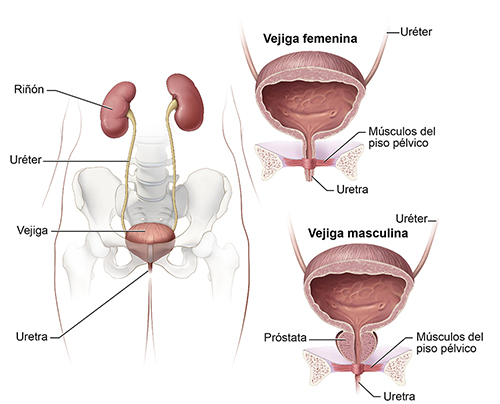 Riñón
Uréter
Vejiga
Uretra
Vejiga femenina
Uréter
Músculos del
piso pélvico
Uretra
Vejiga masculina
Uréter
Próstata
Músculos del
piso pélvico
Uretra